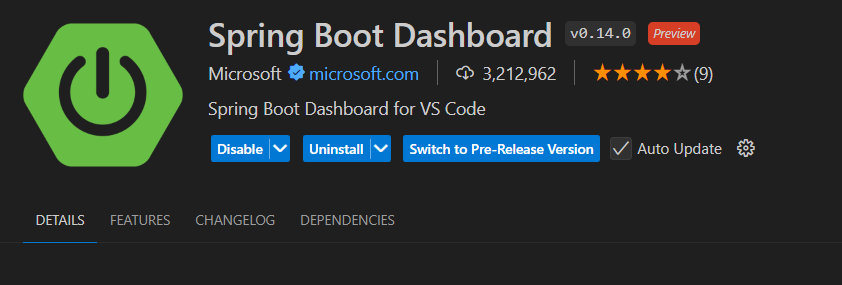 Spring Boot Dashboard v0.14.0 Preview
Microsoft microsoft.com 3,212,962 (9)
Spring Boot Dashboard for VS Code
Disable Uninstall Switch to Pre-Release Version Auto Update
DETAILS FEATURES CHANGELOG DEPENDENCIES